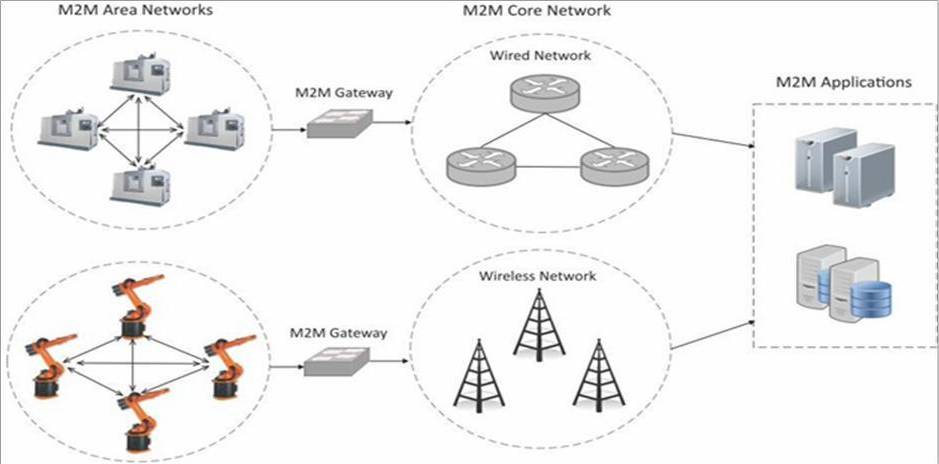 M2M Area Networks
M2M Core Network
Wired Network
M2M Gateway
M2M Applications
Wireless Network
M2M Gateway